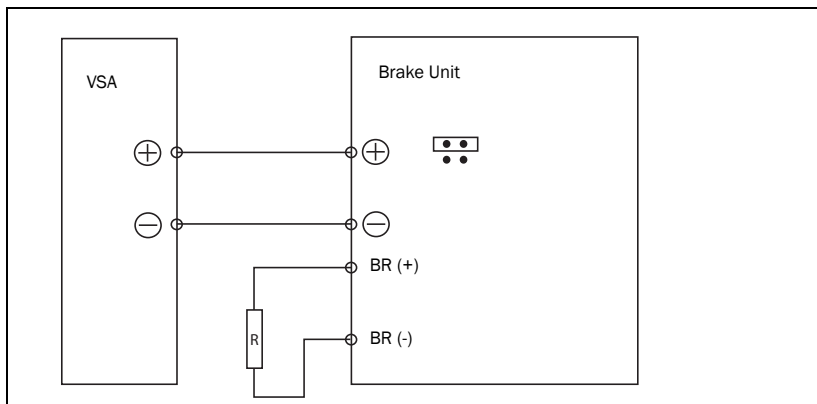 VSA
Brake Unit
+ +
− −
BR (+)
R
BR (-)